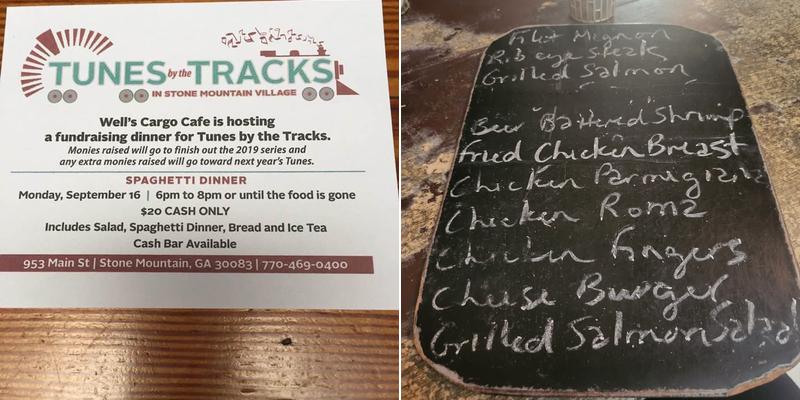 TUNES by the TRACKS
IN STONE MOUNTAIN VILLAGE
Well's Cargo Cafe is hosting
a fundraising dinner for Tunes by the Tracks.
Monies raised will go to finish out the 2019 series and
any extra monies raised will go toward next year's Tunes.
SPAGHETTI DINNER
Monday, September 16 | 6pm to 8pm or until the food is gone
$20 CASH ONLY
Includes Salad, Spaghetti Dinner, Bread and Ice Tea
Cash Bar Available
953 Main St | Stone Mountain, GA 30083 | 770-469-0400
Filet Mignon
Rib eye steak
Grilled Salmon
Beer "Battered" Shrimp
Fried Chicken Breast
Chicken Parmigiana
Chicken Roma
Chicken fingers
Cheese Burger
Grilled Salmon Salad